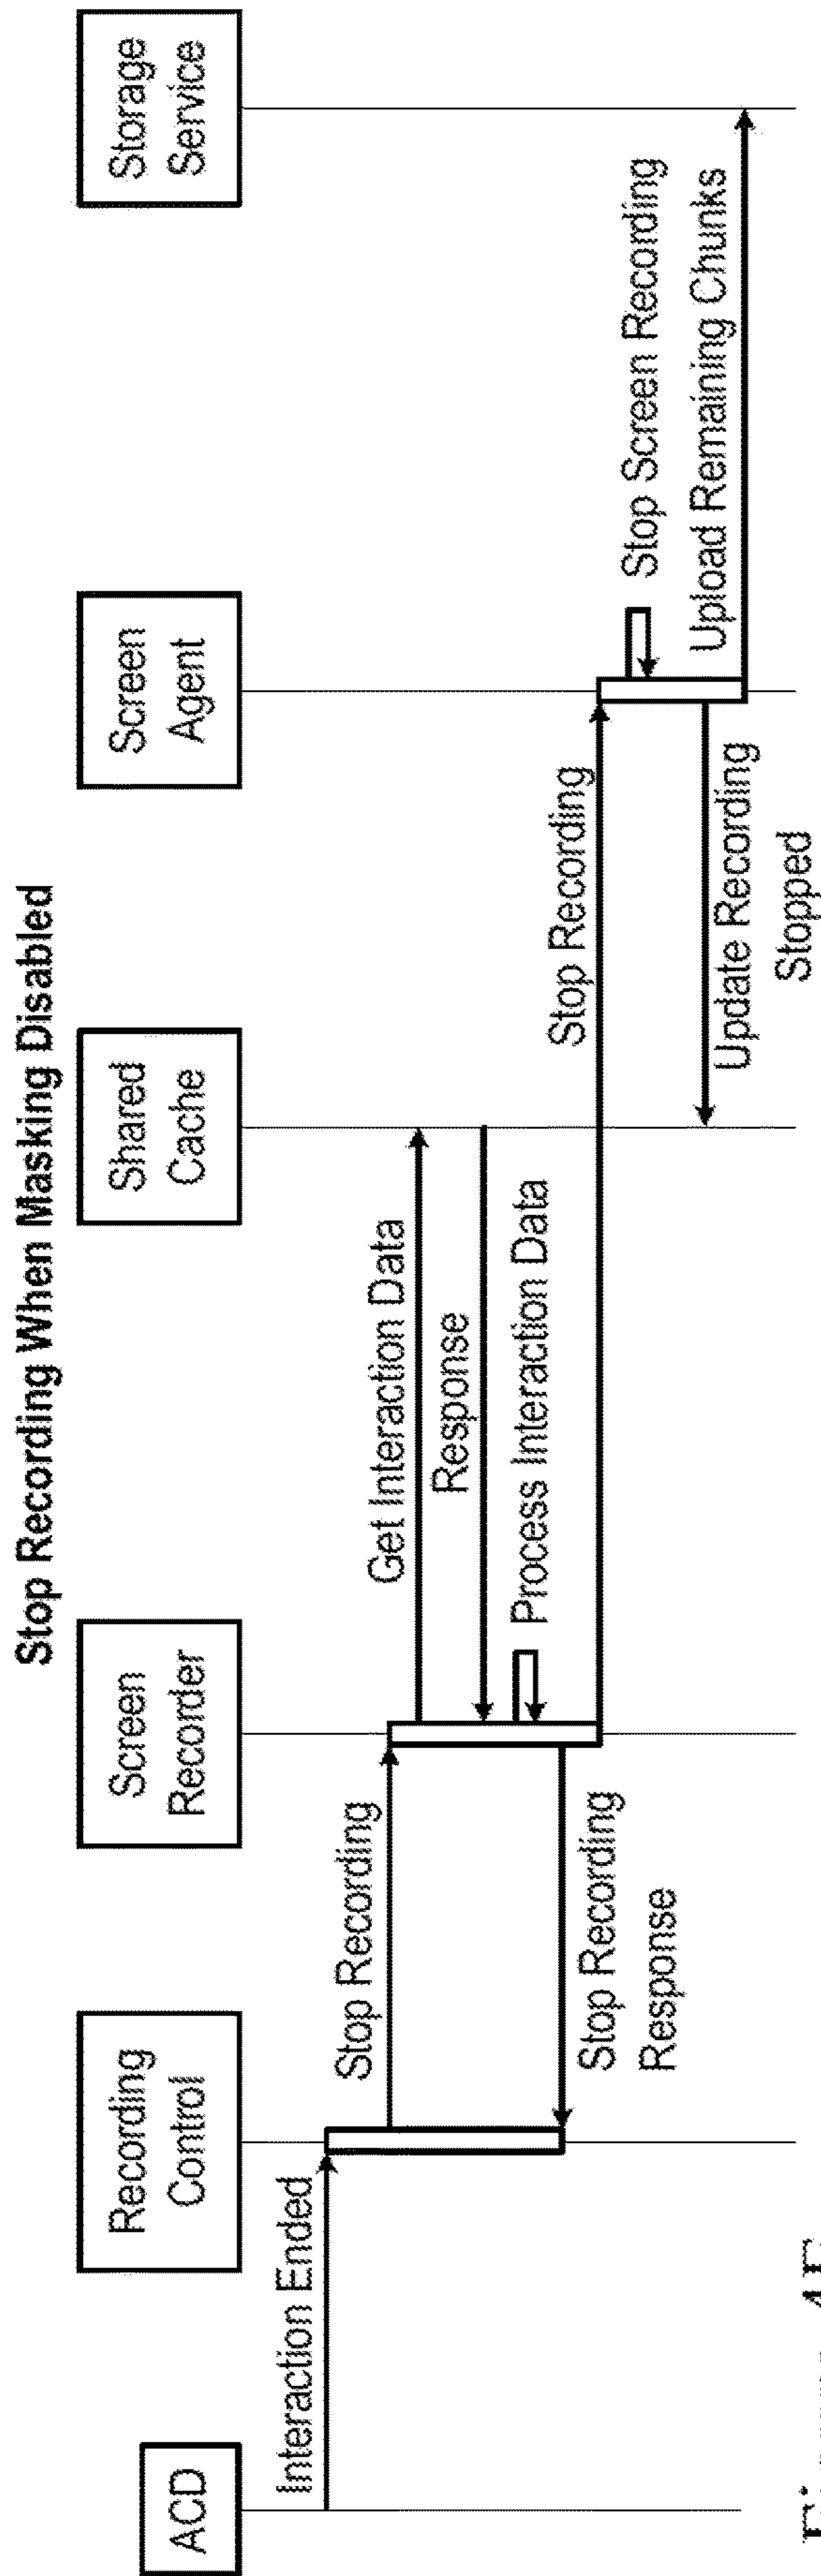 Stop Recording When Masking Disabled
ACD
Recording
Control
Screen
Recorder
Shared
Cache
Screen
Agent
Storage
Service
Interaction Ended
Stop Recording
Get Interaction Data
Response
Process Interaction Data
Stop Recording
Response
Stop Recording
Stop Screen Recording
Update Recording
Stopped
Upload Remaining Chunks